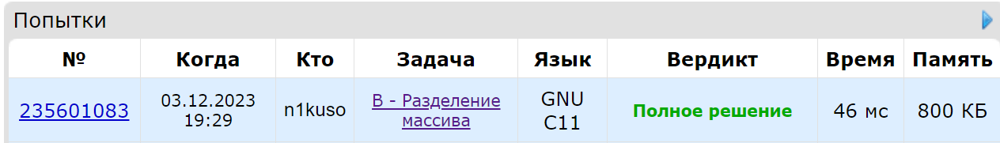 Попытки
№ Когда Кто Задача Язык Вердикт Время Память
235601083 03.12.2023 19:29 n1kuso B - Разделение массива GNU C11 Полное решение 46 мс 800 КБ